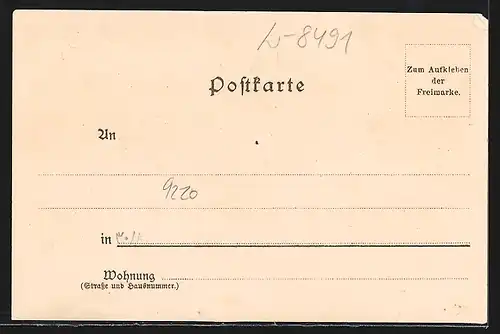 W-8491
Postkarte
Zum Aufkleben
der
Freimarke.
An
9220
in
Wohnung
(Straße und Hausnummer.)